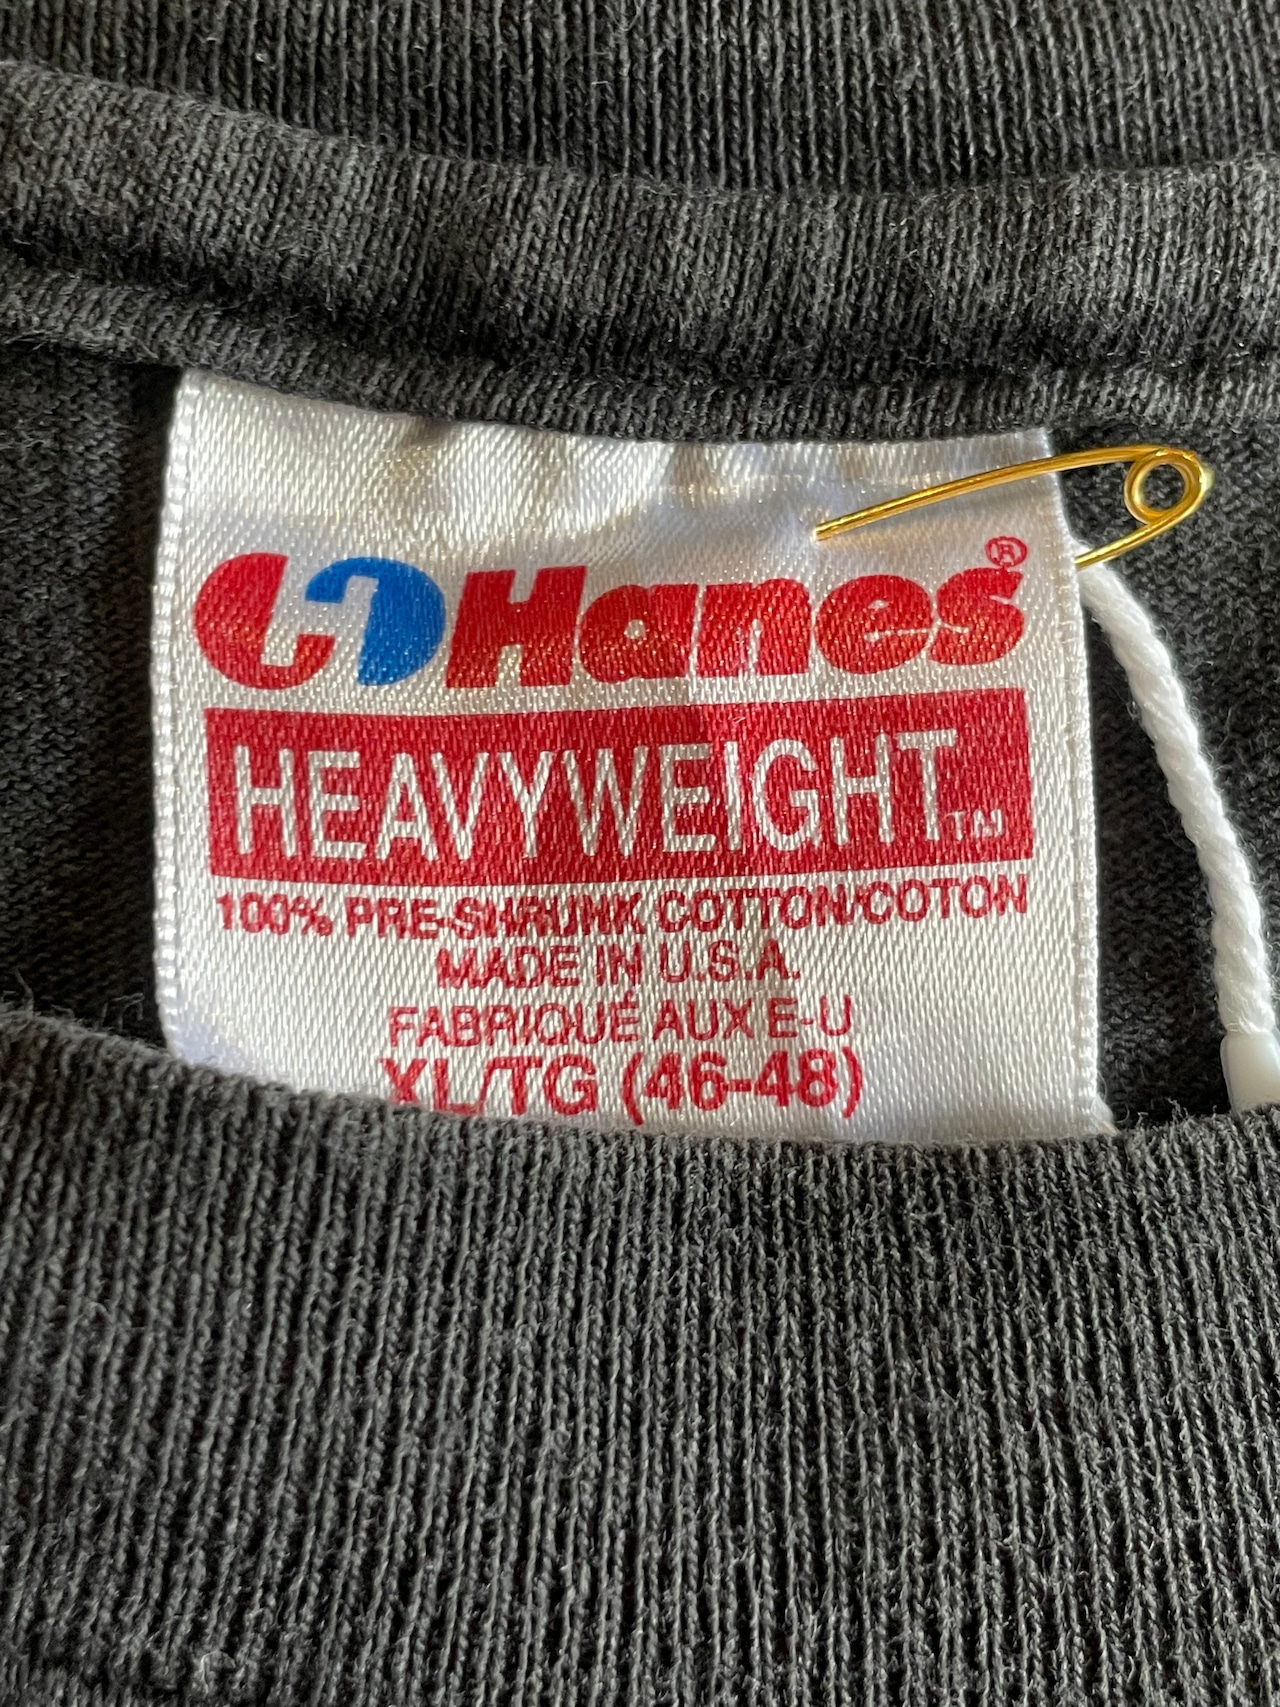 Hanes®
HEAVYWEIGHT™
100% PRE-SHRUNK COTTON/COTON
MADE IN U.S.A.
FABRIQUÉ AUX E-U
XL/TG (46-48)